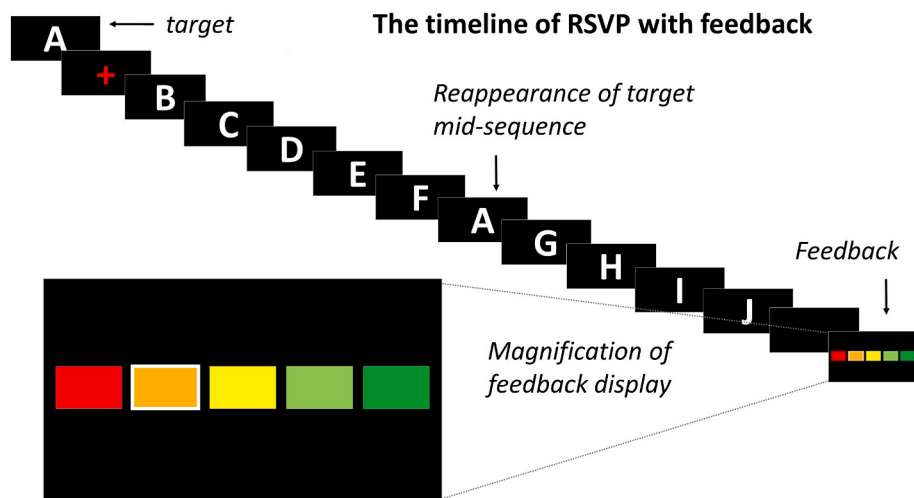 The timeline of RSVP with feedback
A
target
+
B
C
D
E
F
Reappearance of target
mid-sequence
A
G
H
I
J
Feedback
Magnification of
feedback display